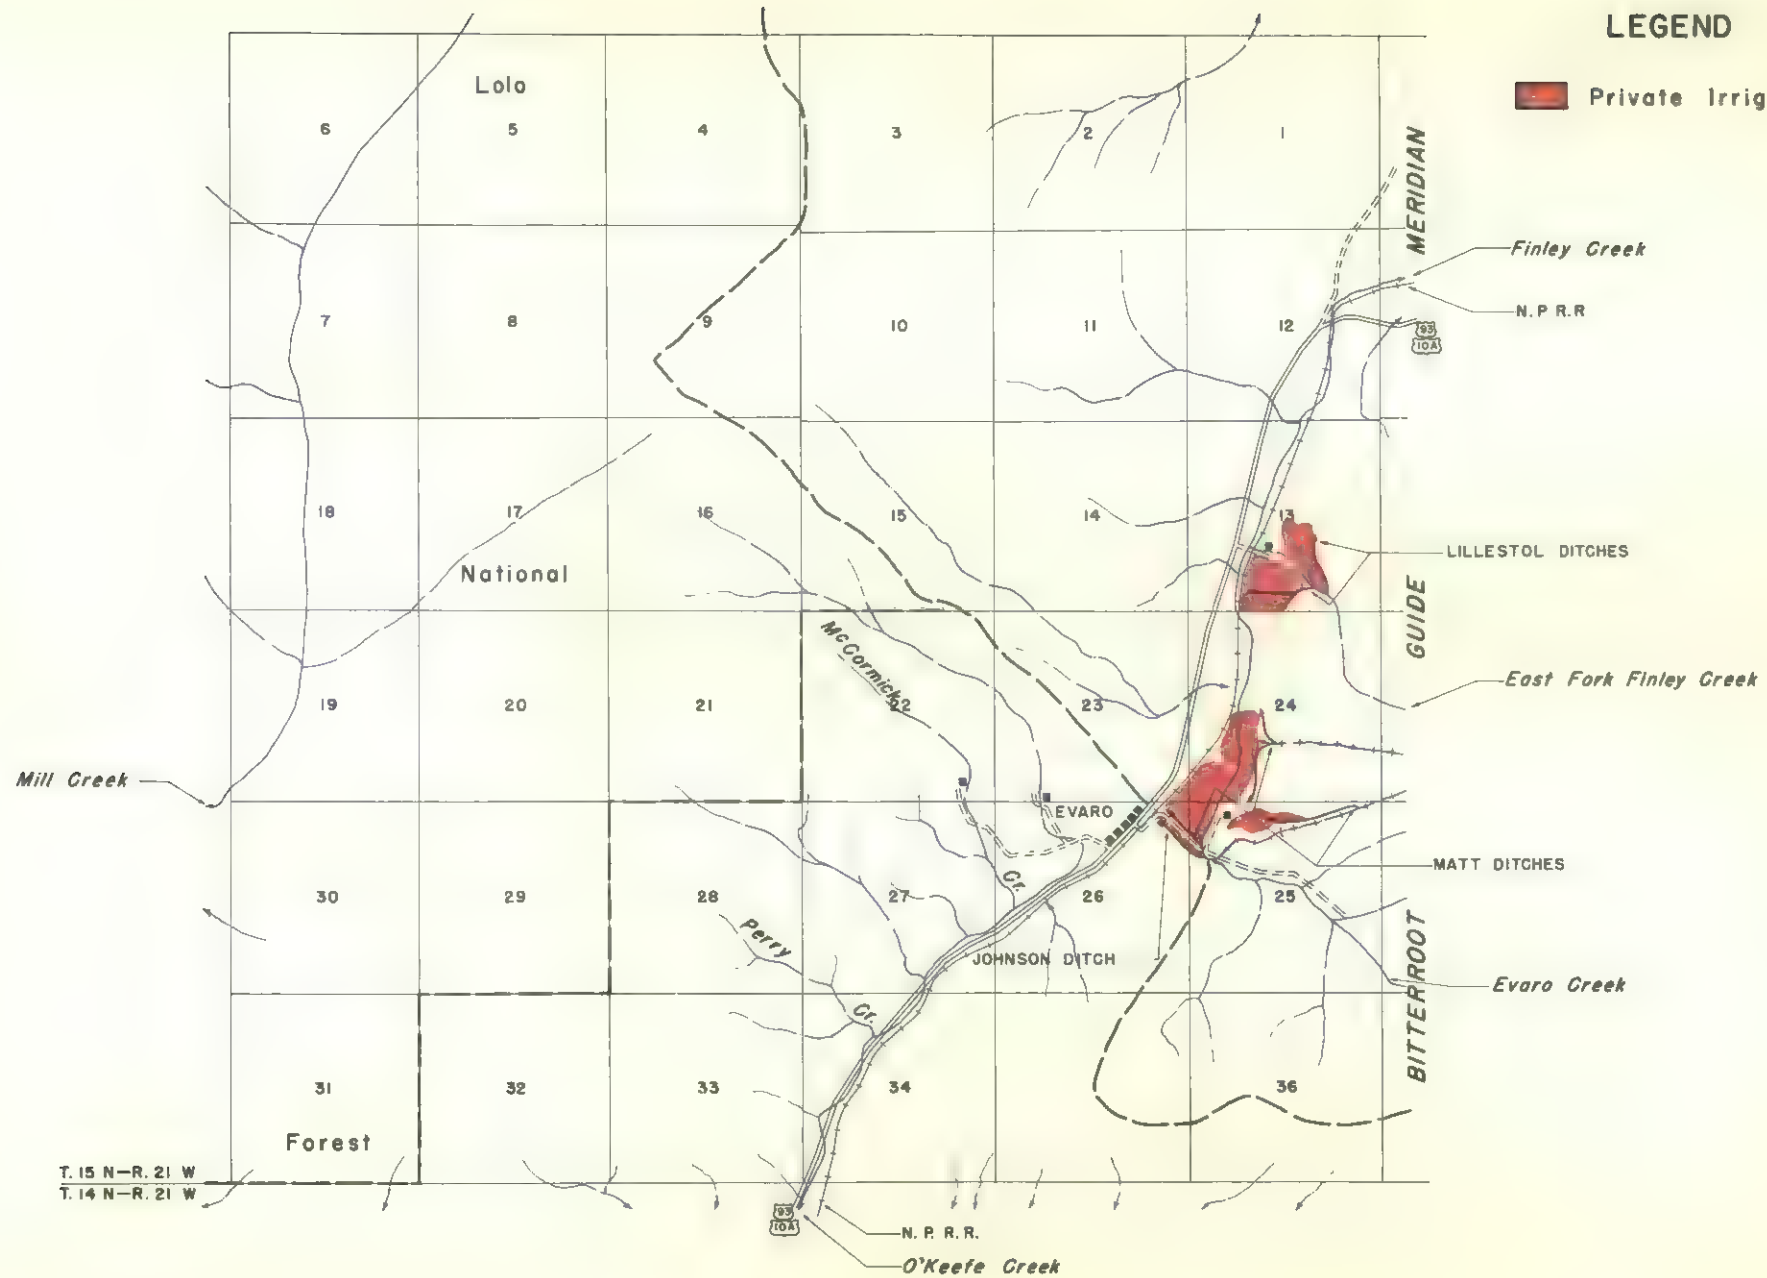 LEGEND
Private Irrig
Lolo
6
5
4
3
2
1
MERIDIAN
Finley Creek
N.P R.R
93
10A
7
8
9
10
11
12
18
17
16
15
14
13
LILLESTOL DITCHES
National
GUIDE
McCormick
East Fork Finley Creek
19
20
21
22
23
24
Mill Creek
EVARO
MATT DITCHES
30
29
28
27
Cr.
26
25
Perry
JOHNSON DITCH
BITTERROOT
Evaro Creek
Cr.
31
32
33
34
36
Forest
T. 15 N-R. 21 W
T. 14 N-R. 21 W
93
10A
N. P. R. R.
O'Keefe Creek